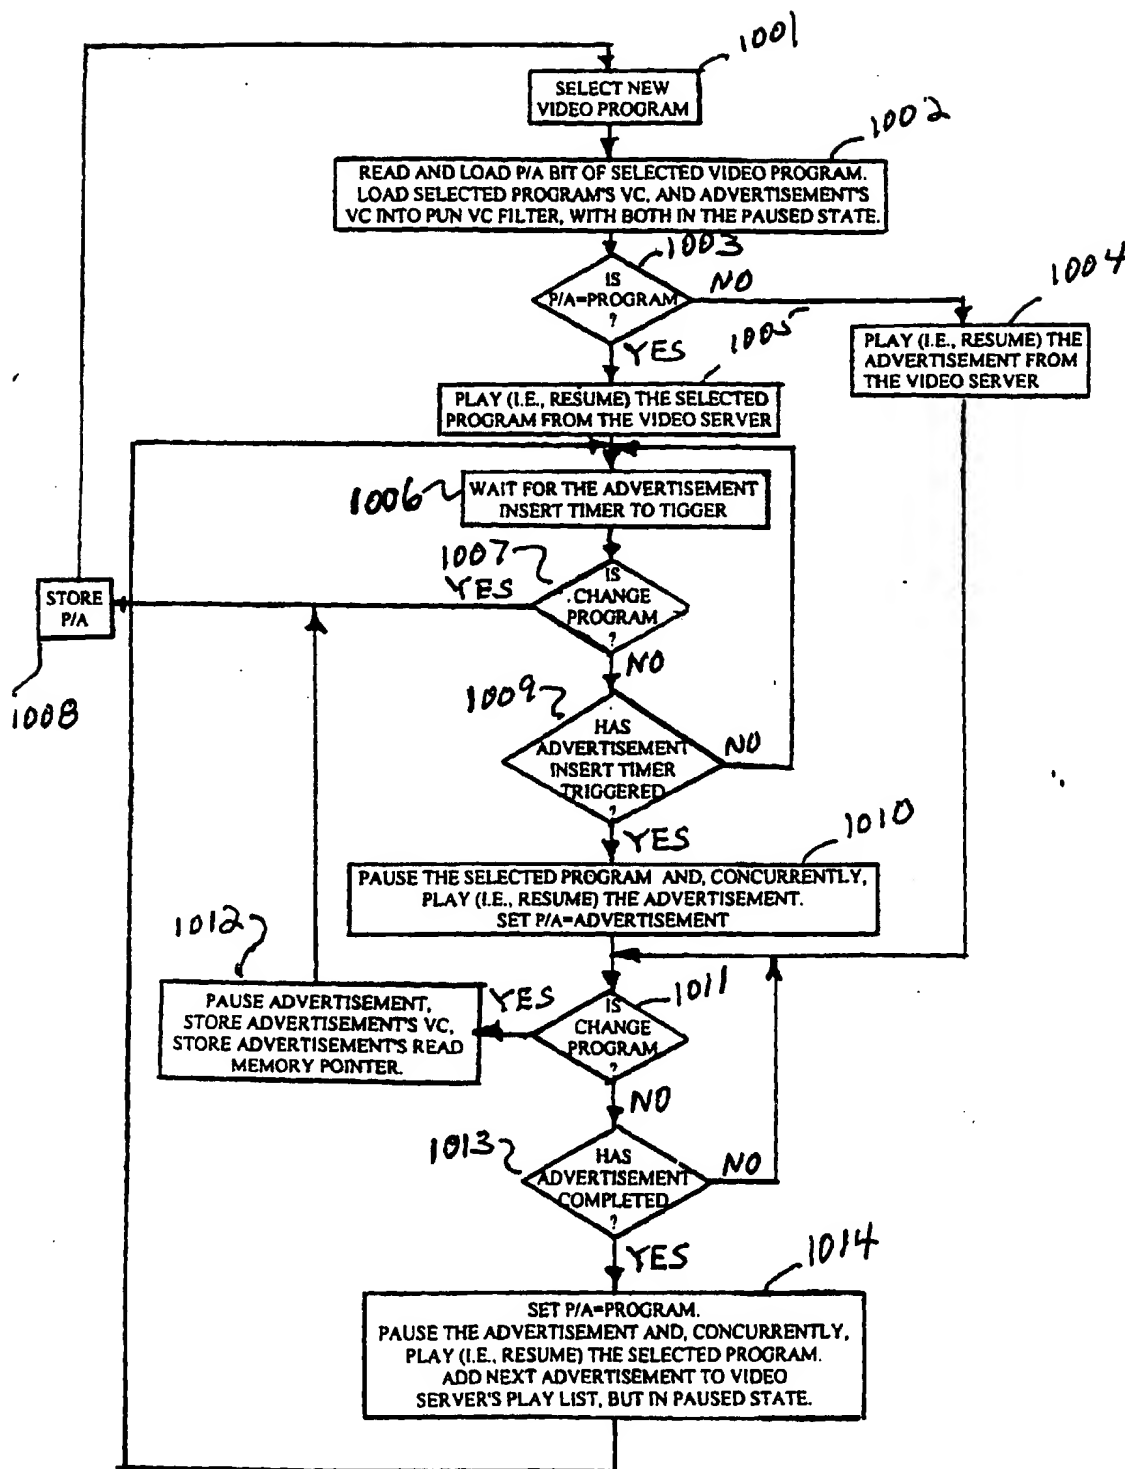 1001
SELECT NEW
VIDEO PROGRAM
1002
READ AND LOAD P/A BIT OF SELECTED VIDEO PROGRAM.
LOAD SELECTED PROGRAM'S VC, AND ADVERTISEMENT'S
VC INTO PUN VC FILTER, WITH BOTH IN THE PAUSED STATE.
1003
IS
P/A=PROGRAM
?
NO
1004
PLAY (I.E., RESUME) THE
ADVERTISEMENT FROM
THE VIDEO SERVER
YES
1005
PLAY (I.E., RESUME) THE SELECTED
PROGRAM FROM THE VIDEO SERVER
1006
WAIT FOR THE ADVERTISEMENT
INSERT TIMER TO TIGGER
1007
YES
IS
CHANGE
PROGRAM
?
STORE
P/A
1008
NO
1009
HAS
ADVERTISEMENT
INSERT TIMER
TRIGGERED
?
NO
YES
1010
PAUSE THE SELECTED PROGRAM AND, CONCURRENTLY,
PLAY (I.E., RESUME) THE ADVERTISEMENT.
SET P/A=ADVERTISEMENT
1011
IS
CHANGE
PROGRAM
?
YES
1012
PAUSE ADVERTISEMENT,
STORE ADVERTISEMENT'S VC,
STORE ADVERTISEMENT'S READ
MEMORY POINTER.
NO
1013
HAS
ADVERTISEMENT
COMPLETED
?
NO
YES
1014
SET P/A=PROGRAM.
PAUSE THE ADVERTISEMENT AND, CONCURRENTLY,
PLAY (I.E., RESUME) THE SELECTED PROGRAM.
ADD NEXT ADVERTISEMENT TO VIDEO
SERVER'S PLAY LIST, BUT IN PAUSED STATE.